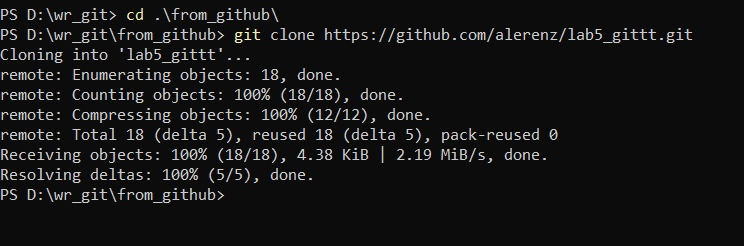 PS D:\wr_git> cd .\from_github\
PS D:\wr_git\from_github> git clone https://github.com/alerenz/lab5_gittt.git
Cloning into 'lab5_gittt'...
remote: Enumerating objects: 18, done.
remote: Counting objects: 100% (18/18), done.
remote: Compressing objects: 100% (12/12), done.
remote: Total 18 (delta 5), reused 18 (delta 5), pack-reused 0
Receiving objects: 100% (18/18), 4.38 KiB | 2.19 MiB/s, done.
Resolving deltas: 100% (5/5), done.
PS D:\wr_git\from_github>